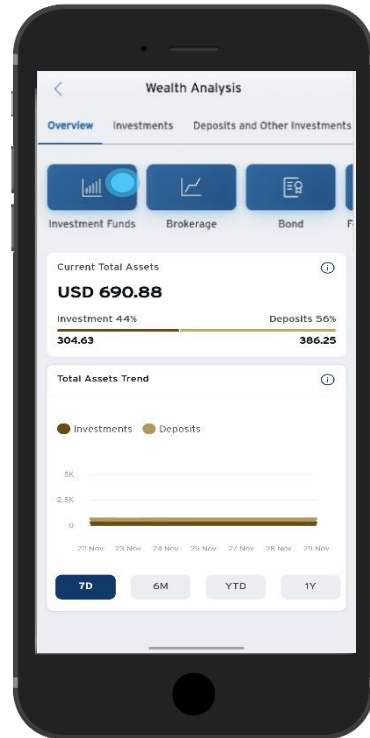 Wealth Analysis
Overview Investments Deposits and Other Investments
Investment Funds Brokerage Bond F
Current Total Assets
USD 690.88
Investment 44% Deposits 56%
304.63 386.25
Total Assets Trend
Investments Deposits
5K
2.5K
0
22 Nov 23 Nov 24 Nov 25 Nov 27 Nov 28 Nov 29 Nov
7D 6M YTD 1Y